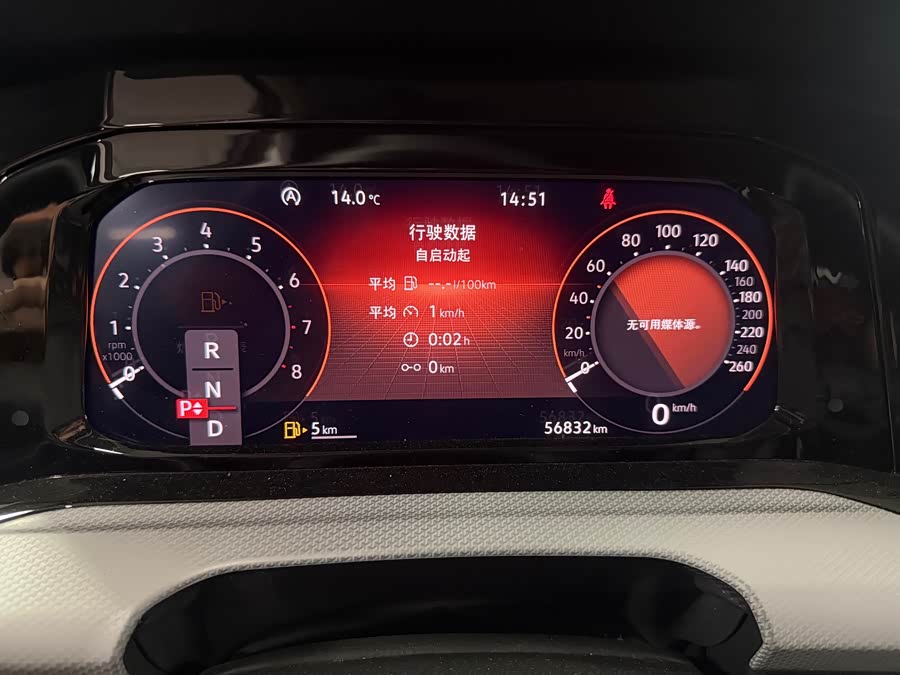 14.0°C
14:51
行驶数据
自启动起
平均 --,- l/100km
平均 1 km/h
0:02 h
0 km
5 km
56832 km
0 1 2 3 4 5 6 7 8
rpm
x1000
R
N
P
D
0 20 40 60 80 100 120 140 160 180 200 220 240 260
km/h
无可用媒体源。
0 km/h